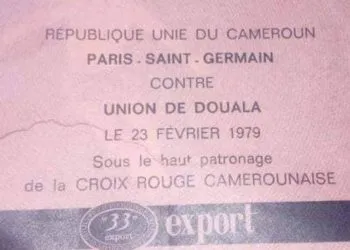 RÉPUBLIQUE UNIE DU CAMEROUN
PARIS - SAINT - GERMAIN
CONTRE
UNION DE DOUALA
LE 23 FÉVRIER 1979
Sous le haut patronage
de la CROIX ROUGE CAMEROUNAISE
"33"
export
export